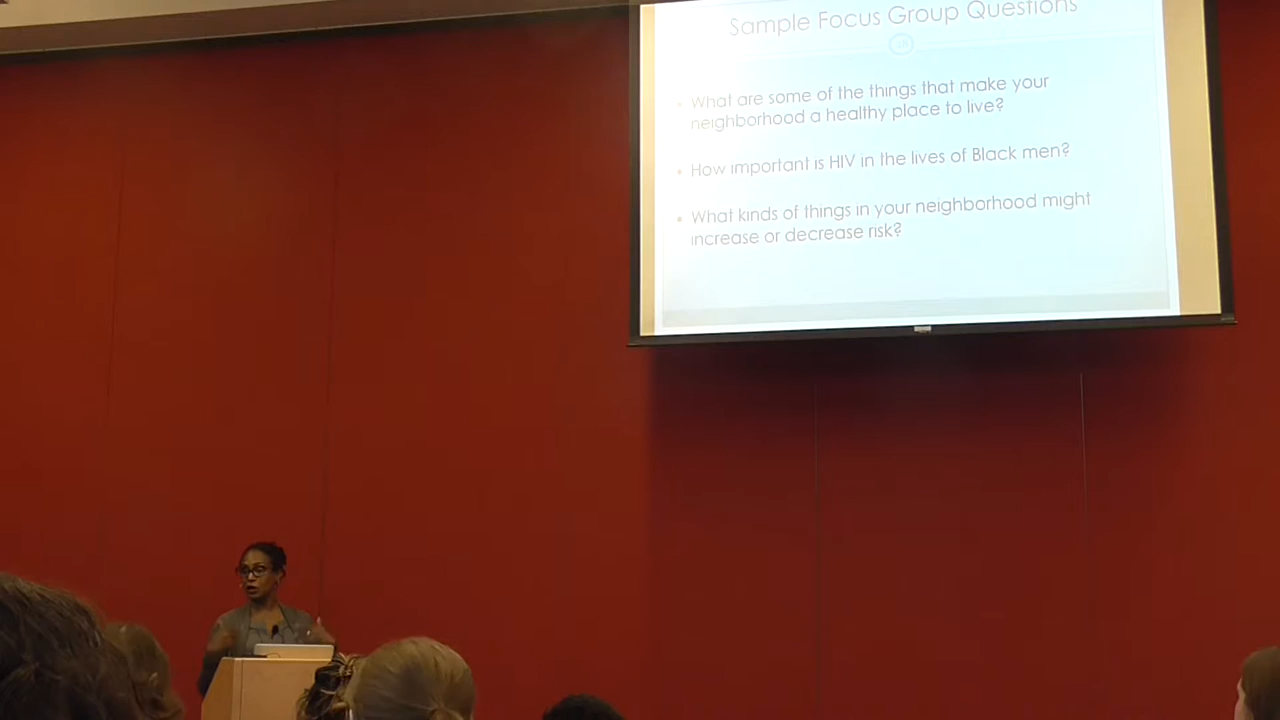 Sample Focus Group Questions
18
What are some of the things that make your
neighborhood a healthy place to live?
How important is HIV in the lives of Black men?
What kinds of things in your neighborhood might
increase or decrease risk?